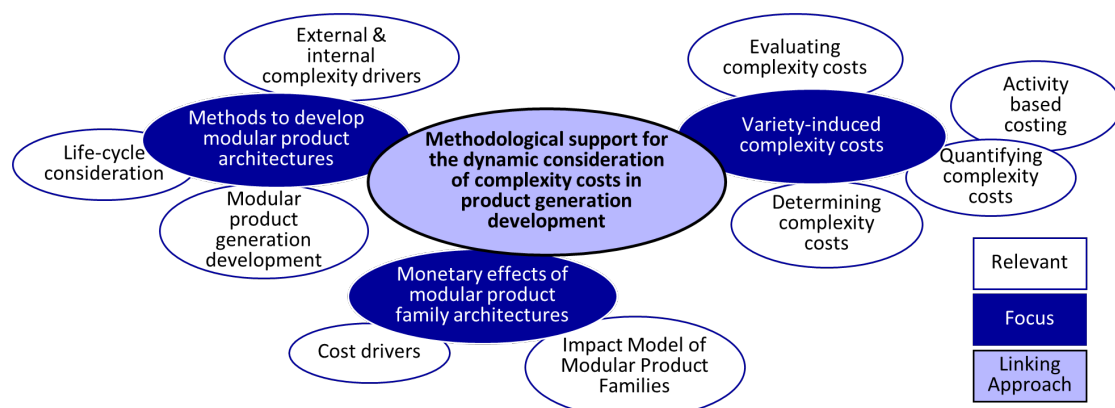 External &
internal
complexity drivers
Methods to develop
modular product
architectures
Life-cycle
consideration
Modular
product
generation
development
Methodological support for
the dynamic consideration
of complexity costs in
product generation
development
Evaluating
complexity costs
Variety-induced
complexity costs
Activity
based
costing
Quantifying
complexity
costs
Determining
complexity
costs
Monetary effects of
modular product
family architectures
Cost drivers
Impact Model of
Modular Product
Families
Relevant
Focus
Linking
Approach